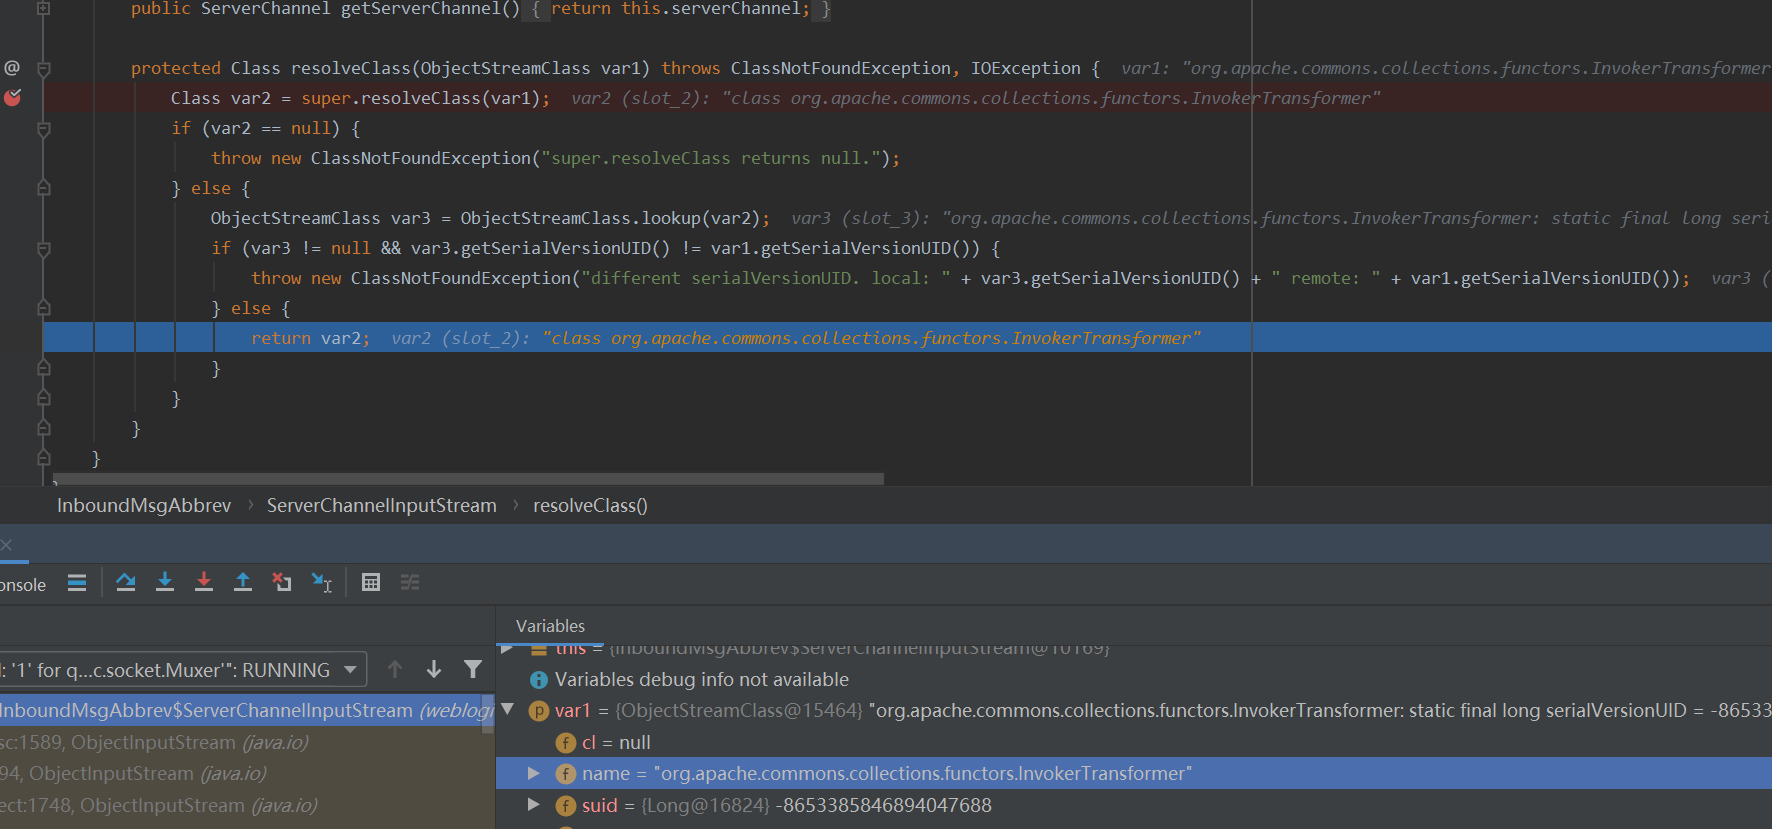 public ServerChannel getServerChannel() { return this.serverChannel; }
@
protected Class resolveClass(ObjectStreamClass var1) throws ClassNotFoundException, IOException {  var1: "org.apache.commons.collections.functors.InvokerTransformer
Class var2 = super.resolveClass(var1);  var2 (slot_2): "class org.apache.commons.collections.functors.InvokerTransformer"
if (var2 == null) {
throw new ClassNotFoundException("super.resolveClass returns null.");
} else {
ObjectStreamClass var3 = ObjectStreamClass.lookup(var2);  var3 (slot_3): "org.apache.commons.collections.functors.InvokerTransformer: static final long seri
if (var3 != null && var3.getSerialVersionUID() != var1.getSerialVersionUID()) {
throw new ClassNotFoundException("different serialVersionUID. local: " + var3.getSerialVersionUID() + " remote: " + var1.getSerialVersionUID());  var3 (
} else {
return var2;  var2 (slot_2): "class org.apache.commons.collections.functors.InvokerTransformer"
}
}
}
}
InboundMsgAbbrev › ServerChannelInputStream › resolveClass()
onsole
Variables
l: '1' for q...c.socket.Muxer'": RUNNING
InboundMsgAbbrev$ServerChannelInputStream (weblogi
sc:1589, ObjectInputStream (java.io)
94, ObjectInputStream (java.io)
ect:1748, ObjectInputStream (java.io)
this = {InboundMsgAbbrev$ServerChannelInputStream@10169}
Variables debug info not available
var1 = {ObjectStreamClass@15464} "org.apache.commons.collections.functors.InvokerTransformer: static final long serialVersionUID = -86533
cl = null
name = "org.apache.commons.collections.functors.InvokerTransformer"
suid = {Long@16824} -8653385846894047688